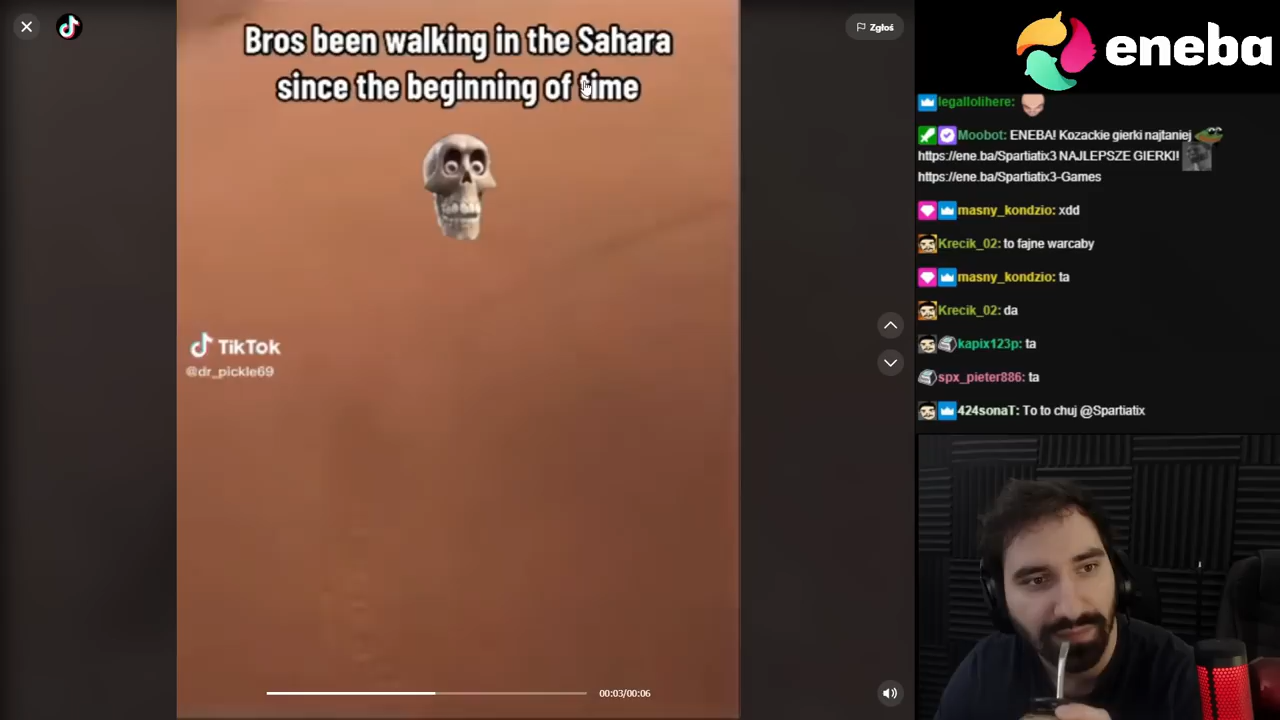 Bros been walking in the Sahara
since the beginning of time
TikTok
@dr_pickle69
00:03/00:06
Zgłoś
eneba
legallolihere:
Moobot: ENEBA! Kozackie gierki najtaniej
https://ene.ba/Spartiatix3 NAJLEPSZE GIERKI!
https://ene.ba/Spartiatix3-Games
masny_kondzio: xdd
Krecik_02: to fajne warcaby
masny_kondzio: ta
Krecik_02: da
kapix123p: ta
spx_pieter886: ta
424sonaT: To to chuj @Spartiatix